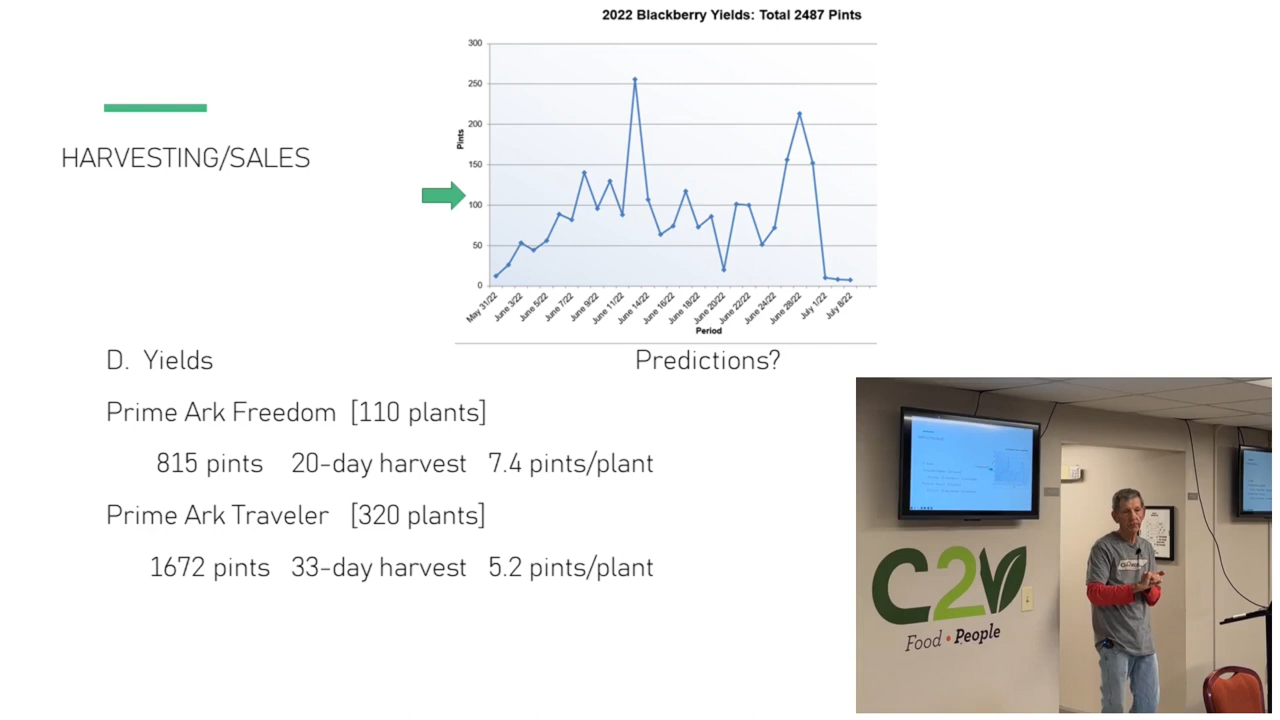 2022 Blackberry Yields: Total 2487 Pints
HARVESTING/SALES
300
250
200
150
100
50
0
Pints
May 31/22
June 3/22
June 5/22
June 7/22
June 9/22
June 11/22
June 14/22
June 16/22
June 18/22
June 20/22
June 22/22
June 24/22
June 28/22
July 1/22
July 8/22
Period
D. Yields
Predictions?
Prime Ark Freedom [110 plants]
815 pints 20-day harvest 7.4 pints/plant
Prime Ark Traveler [320 plants]
1672 pints 33-day harvest 5.2 pints/plant
C2V
Food • People